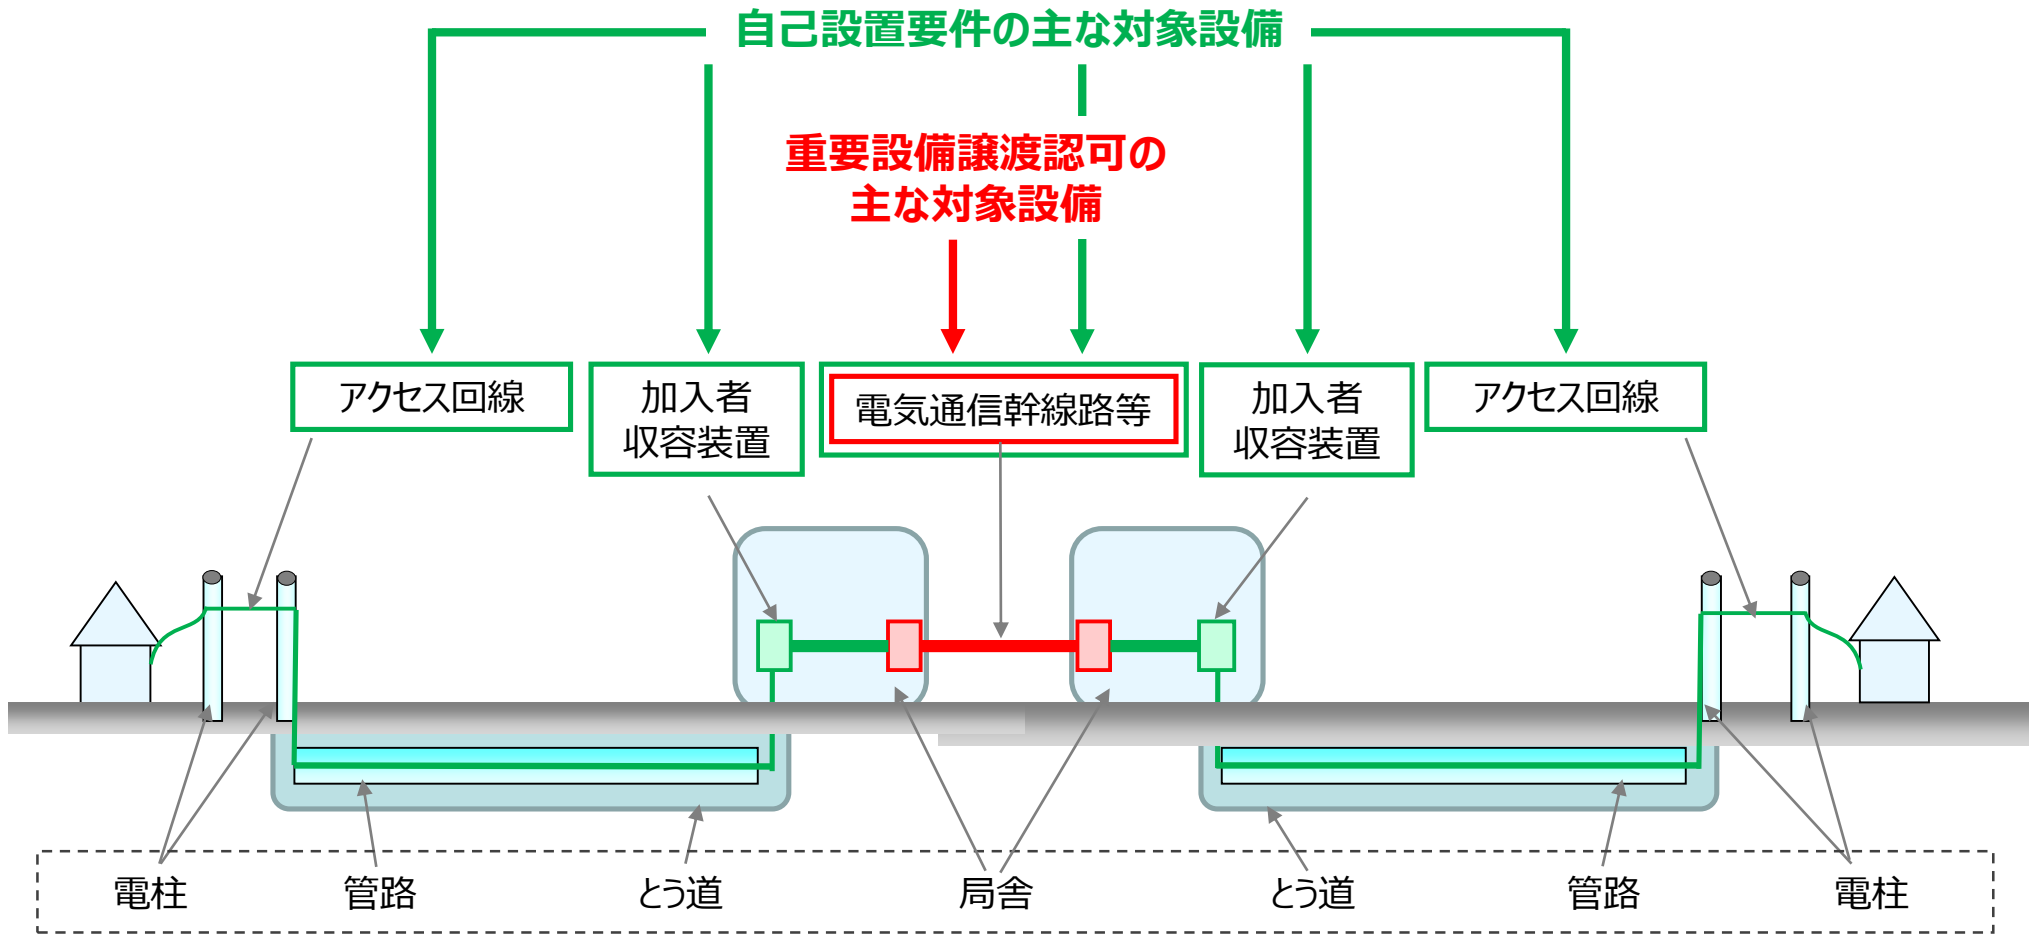 自己設置要件の主な対象設備
重要設備譲渡認可の
主な対象設備
アクセス回線
加入者
収容装置
電気通信幹線路等
加入者
収容装置
アクセス回線
電柱
管路
とう道
局舎
とう道
管路
電柱